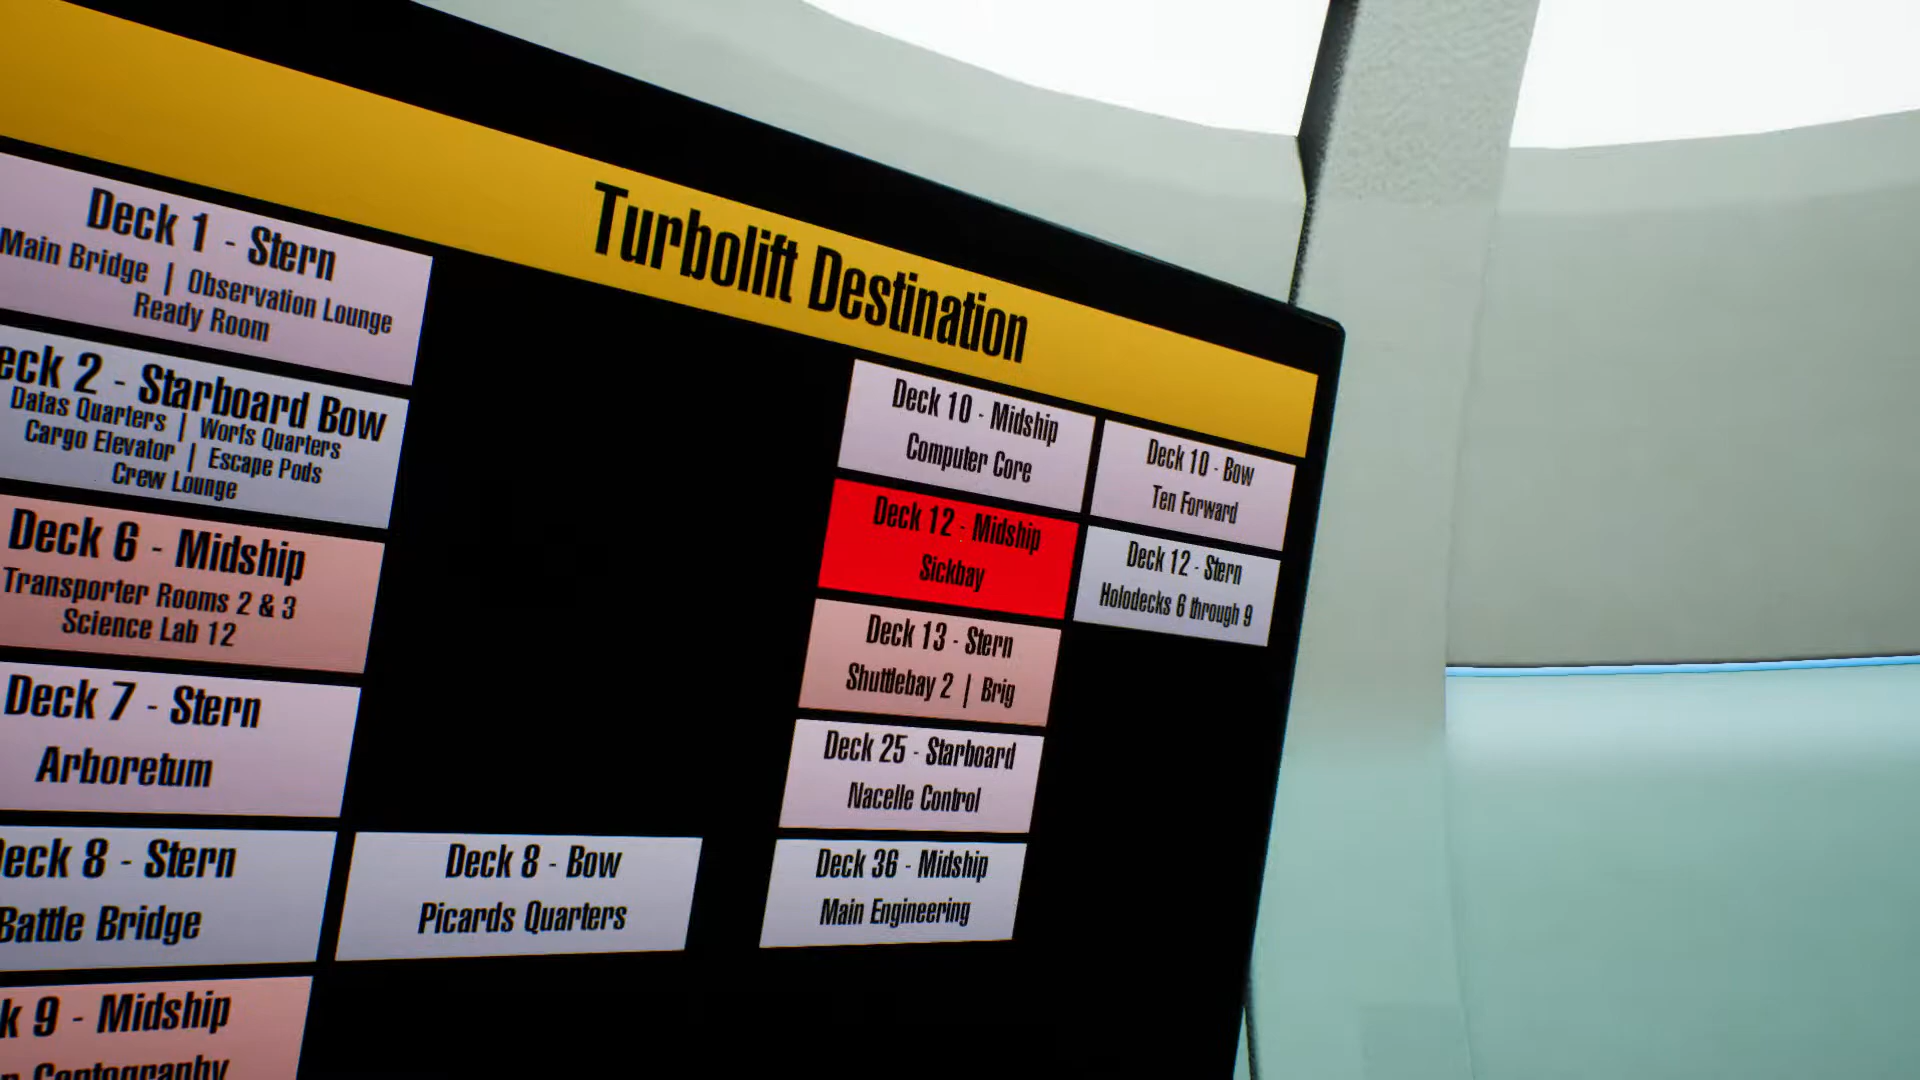 Turbolift Destination
Deck 1 - Stern
Main Bridge | Observation Lounge
Ready Room
eck 2 - Starboard Bow
Datas Quarters | Worfs Quarters
Cargo Elevator | Escape Pods
Crew Lounge
Deck 6 - Midship
Transporter Rooms 2 & 3
Science Lab 12
Deck 7 - Stern
Arboretum
Deck 8 - Stern
Battle Bridge
Deck 8 - Bow
Picards Quarters
k 9 - Midship
Cartography
Deck 10 - Midship
Computer Core
Deck 10 - Bow
Ten Forward
Deck 12 - Midship
Sickbay
Deck 12 - Stern
Holodecks 6 through 9
Deck 13 - Stern
Shuttlebay 2 | Brig
Deck 25 - Starboard
Nacelle Control
Deck 36 - Midship
Main Engineering